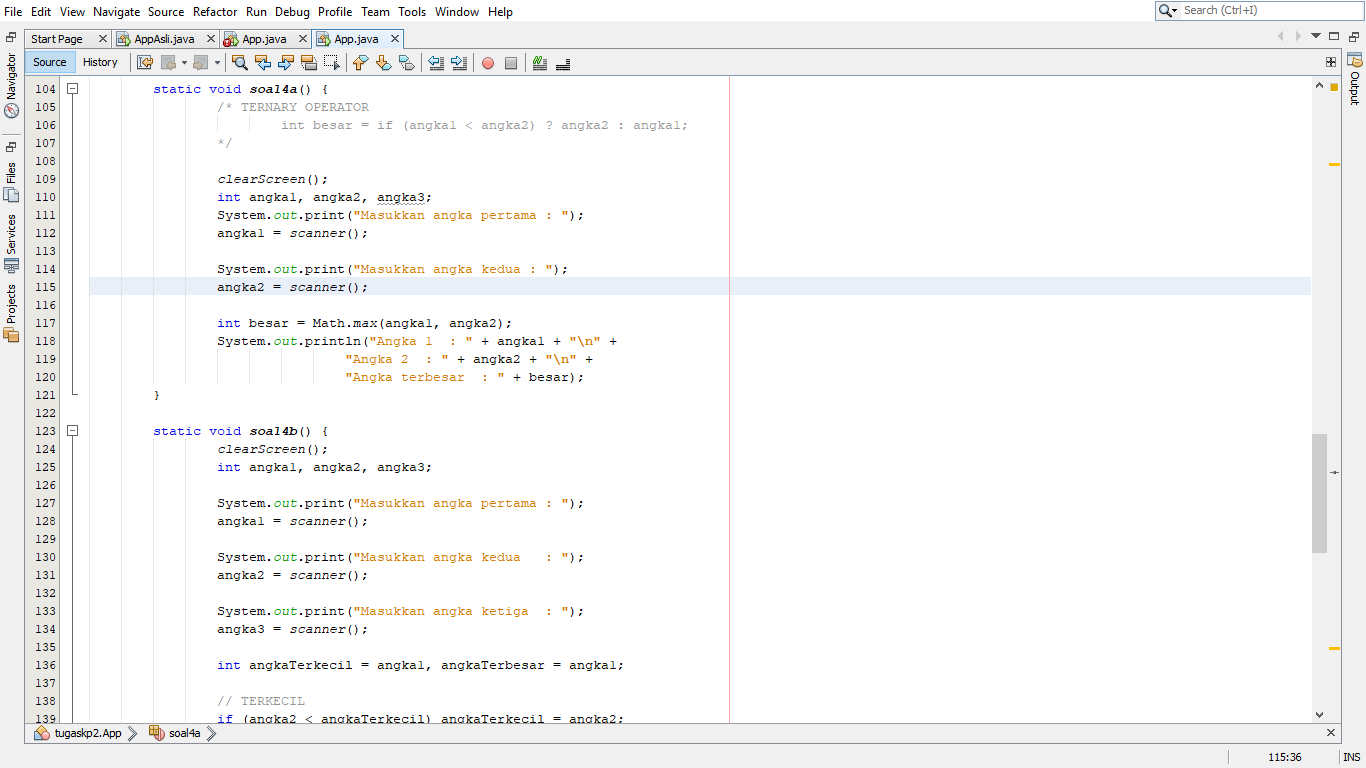 File Edit View Navigate Source Refactor Run Debug Profile Team Tools Window Help
Search (Ctrl+I)
Start Page AppAsli.java App.java App.java
Source History
Navigator
Files
Services
Projects
Output
104 static void soal4a() {
105 /* TERNARY OPERATOR
106 int besar = if (angka1 < angka2) ? angka2 : angka1;
107 */
108
109 clearScreen();
110 int angka1, angka2, angka3;
111 System.out.print("Masukkan angka pertama : ");
112 angka1 = scanner();
113
114 System.out.print("Masukkan angka kedua : ");
115 angka2 = scanner();
116
117 int besar = Math.max(angka1, angka2);
118 System.out.println("Angka 1  : " + angka1 + "\n" +
119 "Angka 2  : " + angka2 + "\n" +
120 "Angka terbesar  : " + besar);
121 }
122
123 static void soal4b() {
124 clearScreen();
125 int angka1, angka2, angka3;
126
127 System.out.print("Masukkan angka pertama : ");
128 angka1 = scanner();
129
130 System.out.print("Masukkan angka kedua   : ");
131 angka2 = scanner();
132
133 System.out.print("Masukkan angka ketiga  : ");
134 angka3 = scanner();
135
136 int angkaTerkecil = angka1, angkaTerbesar = angka1;
137
138 // TERKECIL
139 if (angka2 < angkaTerkecil) angkaTerkecil = angka2;
tugaskp2.App soal4a
115:36 INS